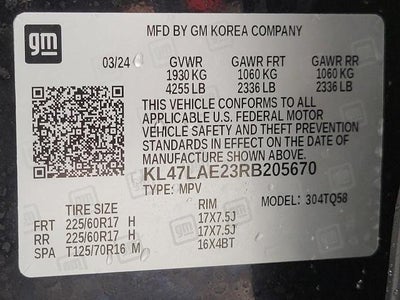 gm
MFD BY GM KOREA COMPANY
03/24 GVWR GAWR FRT GAWR RR
1930 KG 1060 KG 1060 KG
4255 LB 2336 LB 2336 LB
THIS VEHICLE CONFORMS TO ALL
APPLICABLE U.S. FEDERAL MOTOR
VEHICLE SAFETY AND THEFT PREVENTION
STANDARDS IN EFFECT ON THE DATE OF
MANUFACTURE SHOWN ABOVE.
KL47LAE23RB205670
TYPE: MPV
MODEL: 304TQ58
TIRE SIZE RIM
FRT 225/60R17 H 17X7.5J
RR 225/60R17 H 17X7.5J
SPA T125/70R16 M 16X4BT